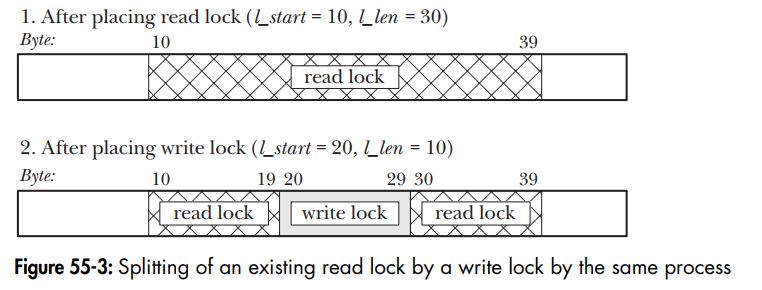 1. After placing read lock (l_start = 10, l_len = 30)
Byte: 10 39
read lock
2. After placing write lock (l_start = 20, l_len = 10)
Byte: 10 19 20 29 30 39
read lock write lock read lock
Figure 55-3: Splitting of an existing read lock by a write lock by the same process